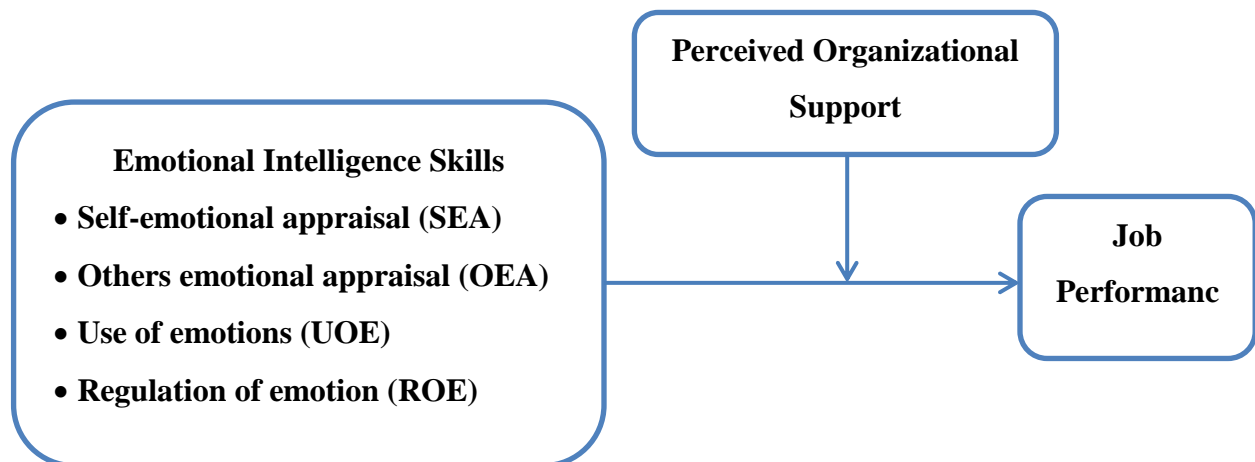 Perceived Organizational
Support
Emotional Intelligence Skills
• Self-emotional appraisal (SEA)
• Others emotional appraisal (OEA)
• Use of emotions (UOE)
• Regulation of emotion (ROE)
Job
Performanc